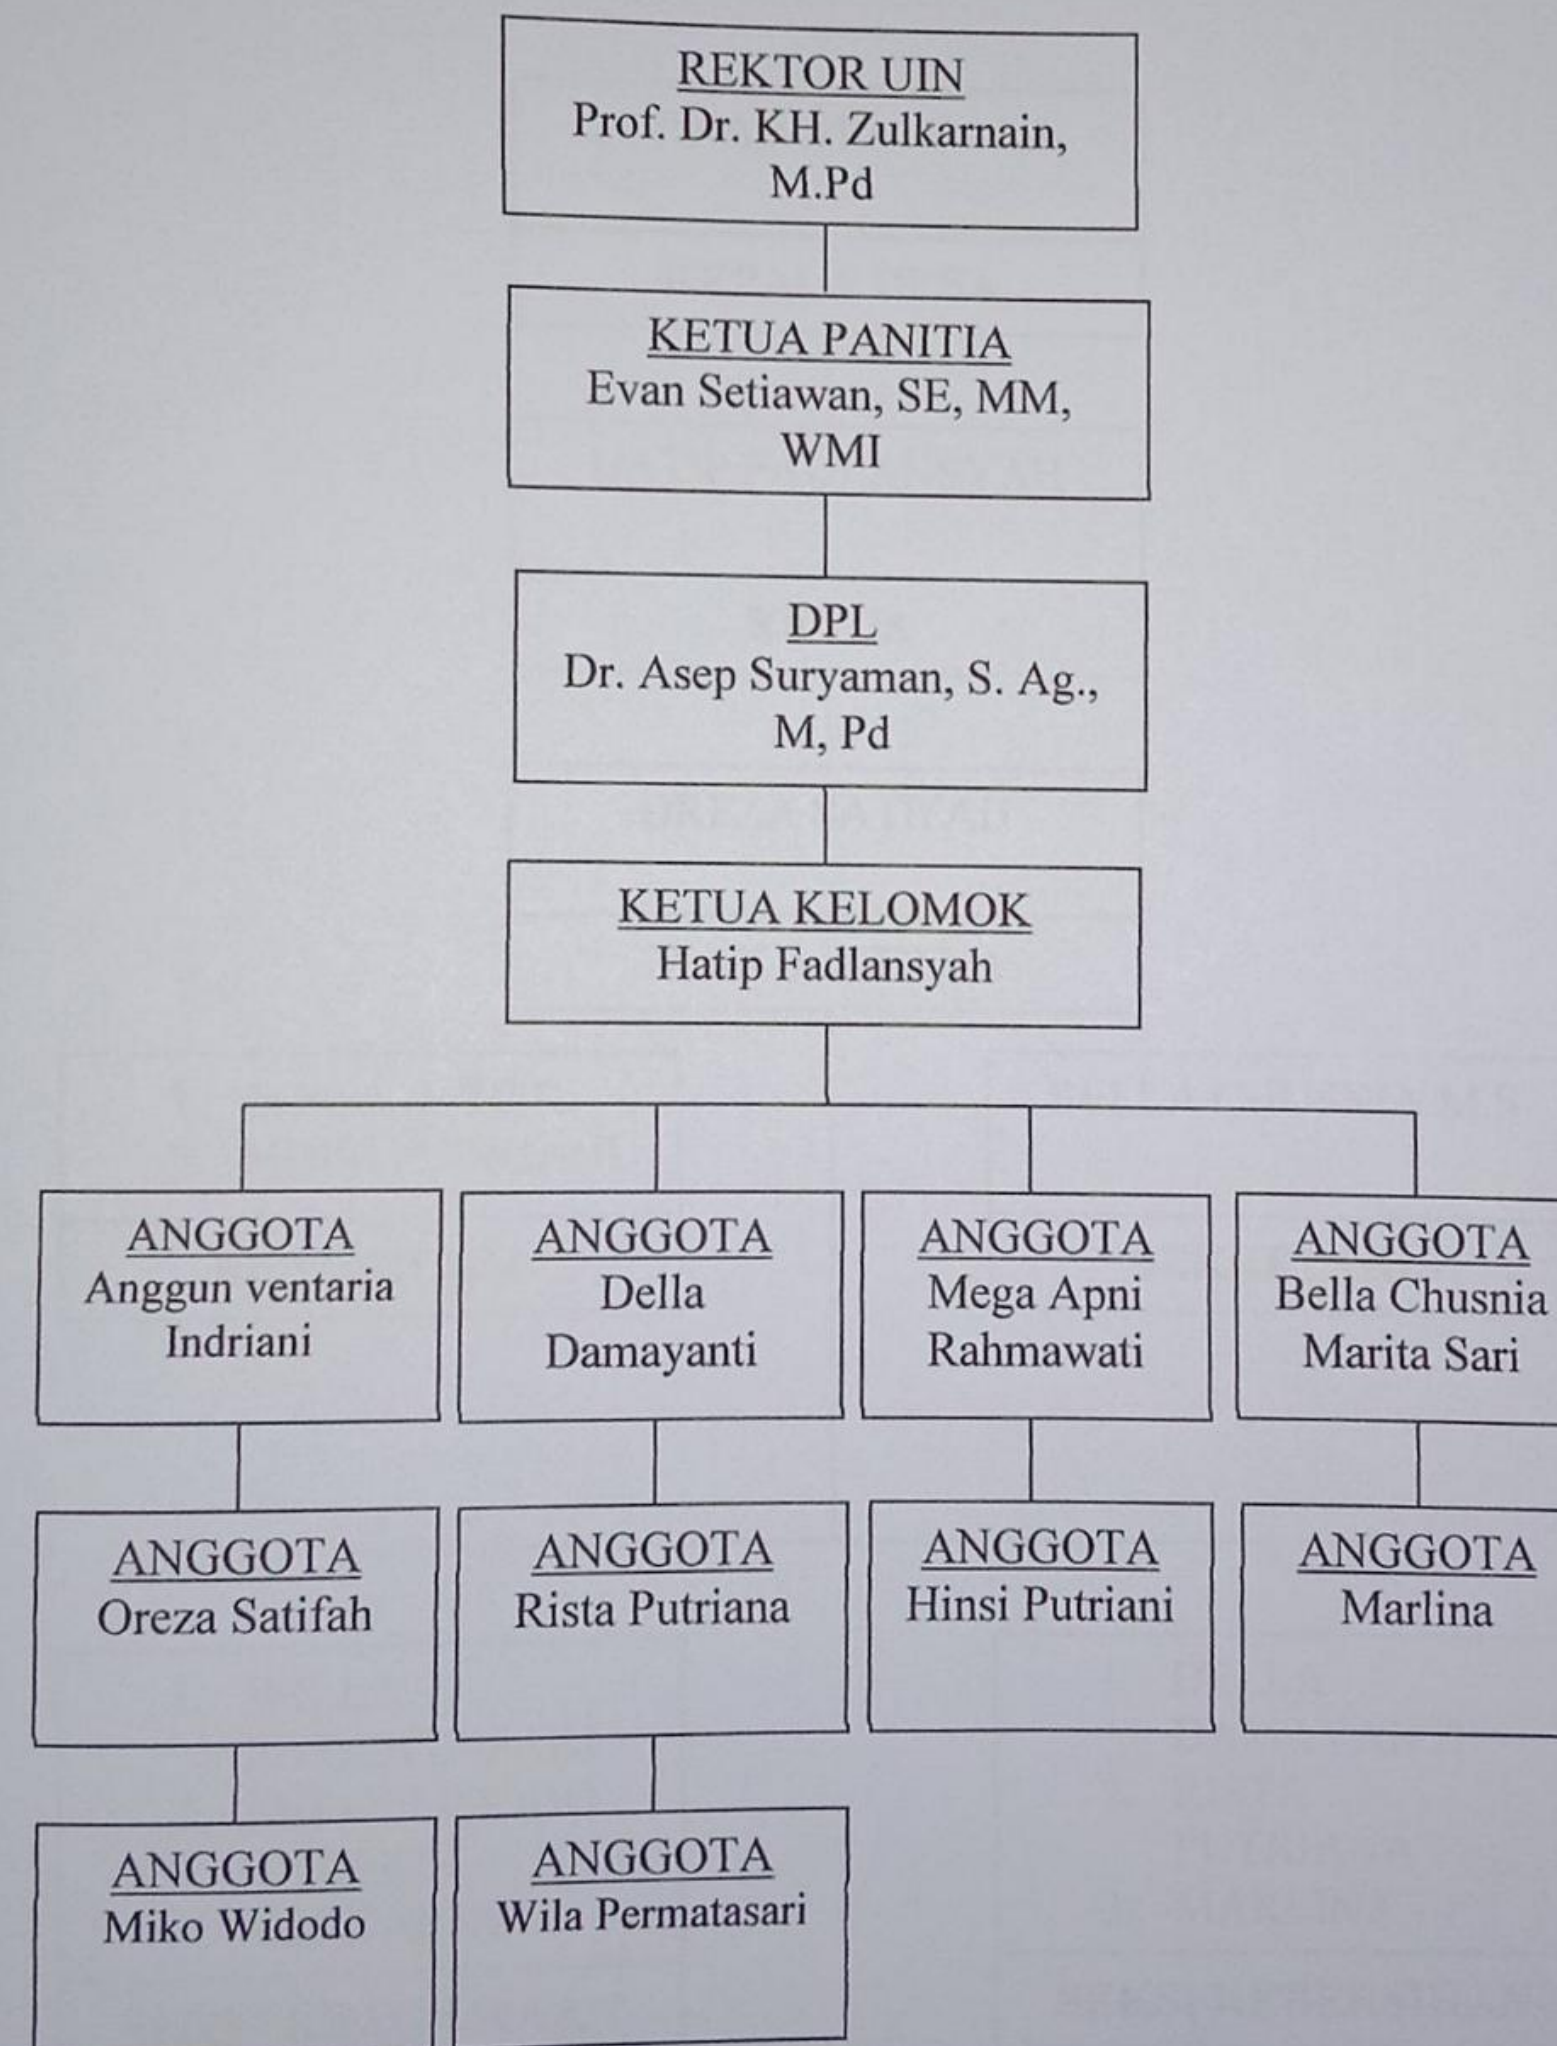 REKTOR UIN
Prof. Dr. KH. Zulkarnain,
M.Pd
KETUA PANITIA
Evan Setiawan, SE, MM,
WMI
DPL
Dr. Asep Suryaman, S. Ag.,
M, Pd
KETUA KELOMOK
Hatip Fadlansyah
ANGGOTA
Anggun ventaria
Indriani
ANGGOTA
Della
Damayanti
ANGGOTA
Mega Apni
Rahmawati
ANGGOTA
Bella Chusnia
Marita Sari
ANGGOTA
Oreza Satifah
ANGGOTA
Rista Putriana
ANGGOTA
Hinsi Putriani
ANGGOTA
Marlina
ANGGOTA
Miko Widodo
ANGGOTA
Wila Permatasari